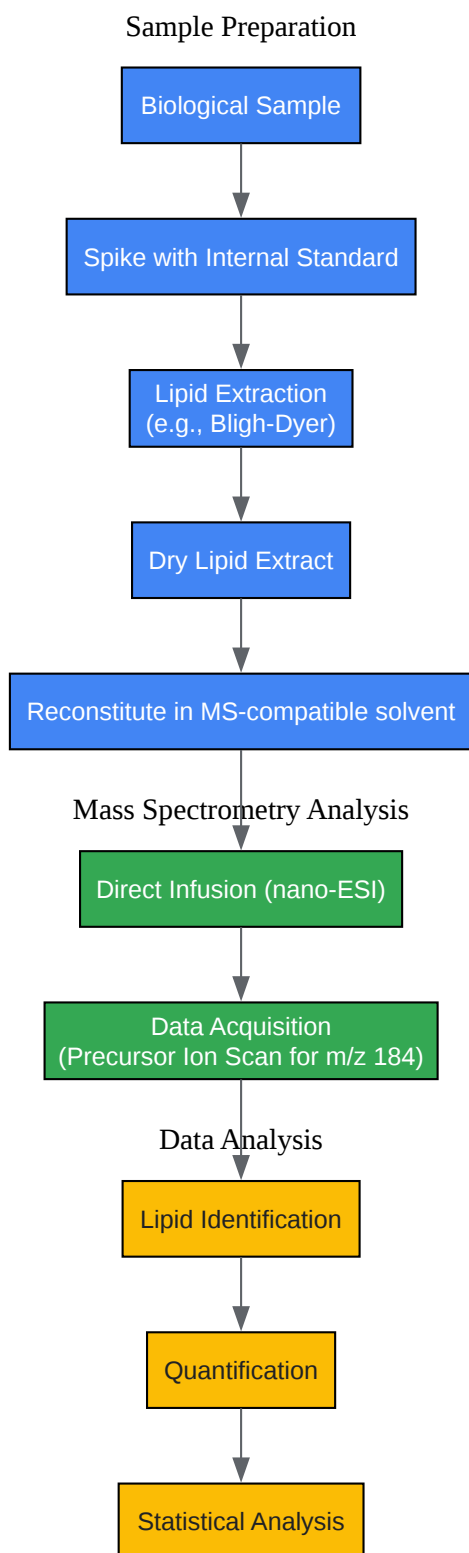 Sample Preparation
Biological Sample
Spike with Internal Standard
Lipid Extraction
(e.g., Bligh-Dyer)
Dry Lipid Extract
Reconstitute in MS-compatible solvent
Mass Spectrometry Analysis
Direct Infusion (nano-ESI)
Data Acquisition
(Precursor Ion Scan for m/z 184)
Data Analysis
Lipid Identification
Quantification
Statistical Analysis